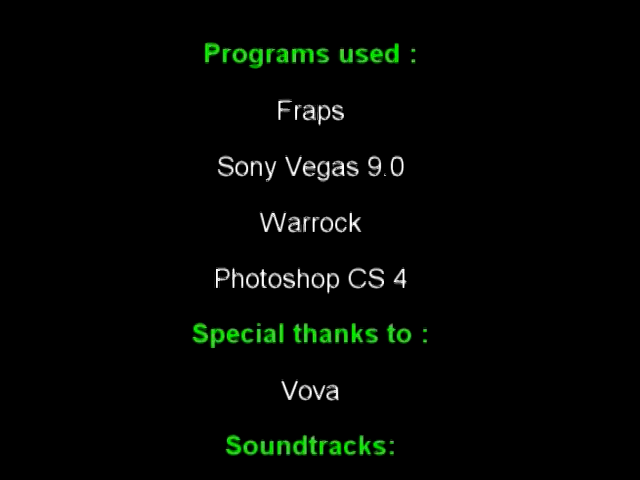 Programs used :
Fraps
Sony Vegas 9.0
Warrock
Photoshop CS 4
Special thanks to :
Vova
Soundtracks: